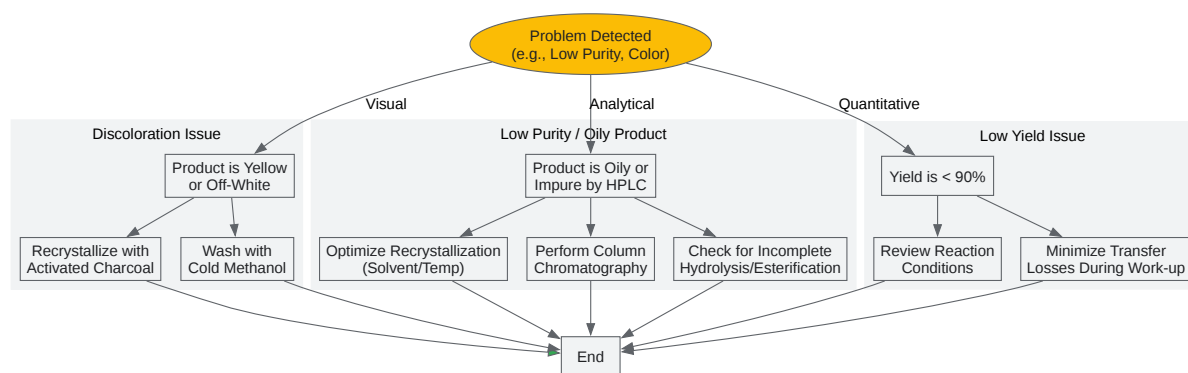 Problem Detected
(e.g., Low Purity, Color)
Visual
Analytical
Quantitative
Discoloration Issue
Low Purity / Oily Product
Low Yield Issue
Product is Yellow
or Off-White
Product is Oily or
Impure by HPLC
Yield is < 90%
Recrystallize with
Activated Charcoal
Wash with
Cold Methanol
Optimize Recrystallization
(Solvent/Temp)
Perform Column
Chromatography
Check for Incomplete
Hydrolysis/Esterification
Review Reaction
Conditions
Minimize Transfer
Losses During Work-up
End